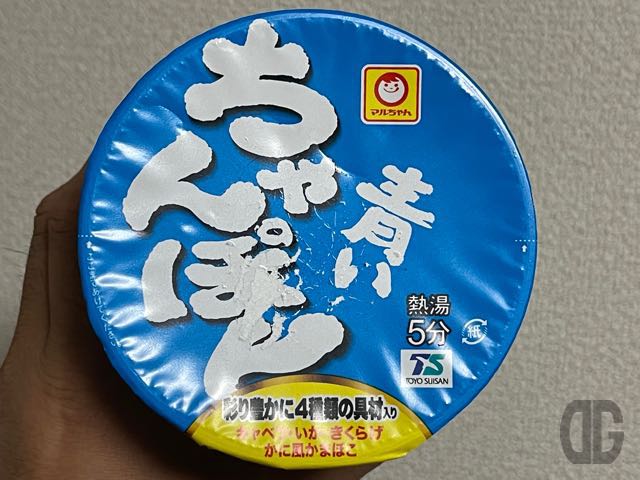 マルちゃん
青い
ちゃんぽん
熱湯
5分
紙
TS
TOYO SUISAN
彩り豊かに4種類の具材入り
キャベツ・いか・きくらげ
かに風かまぼこ
DG